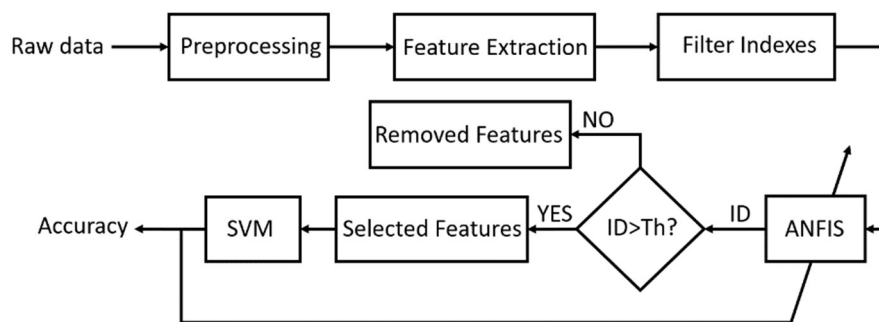 Raw data
Preprocessing
Feature Extraction
Filter Indexes
Removed Features
NO
Accuracy
SVM
Selected Features
YES
ID>Th?
ID
ANFIS